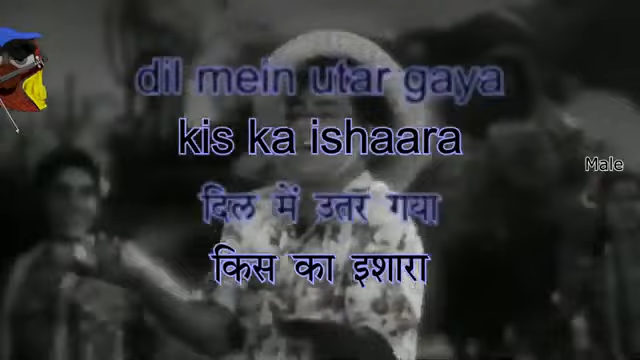 dil mein utar gaya
kis ka ishaara
Male
दिल में उतर गया
किस का इशारा